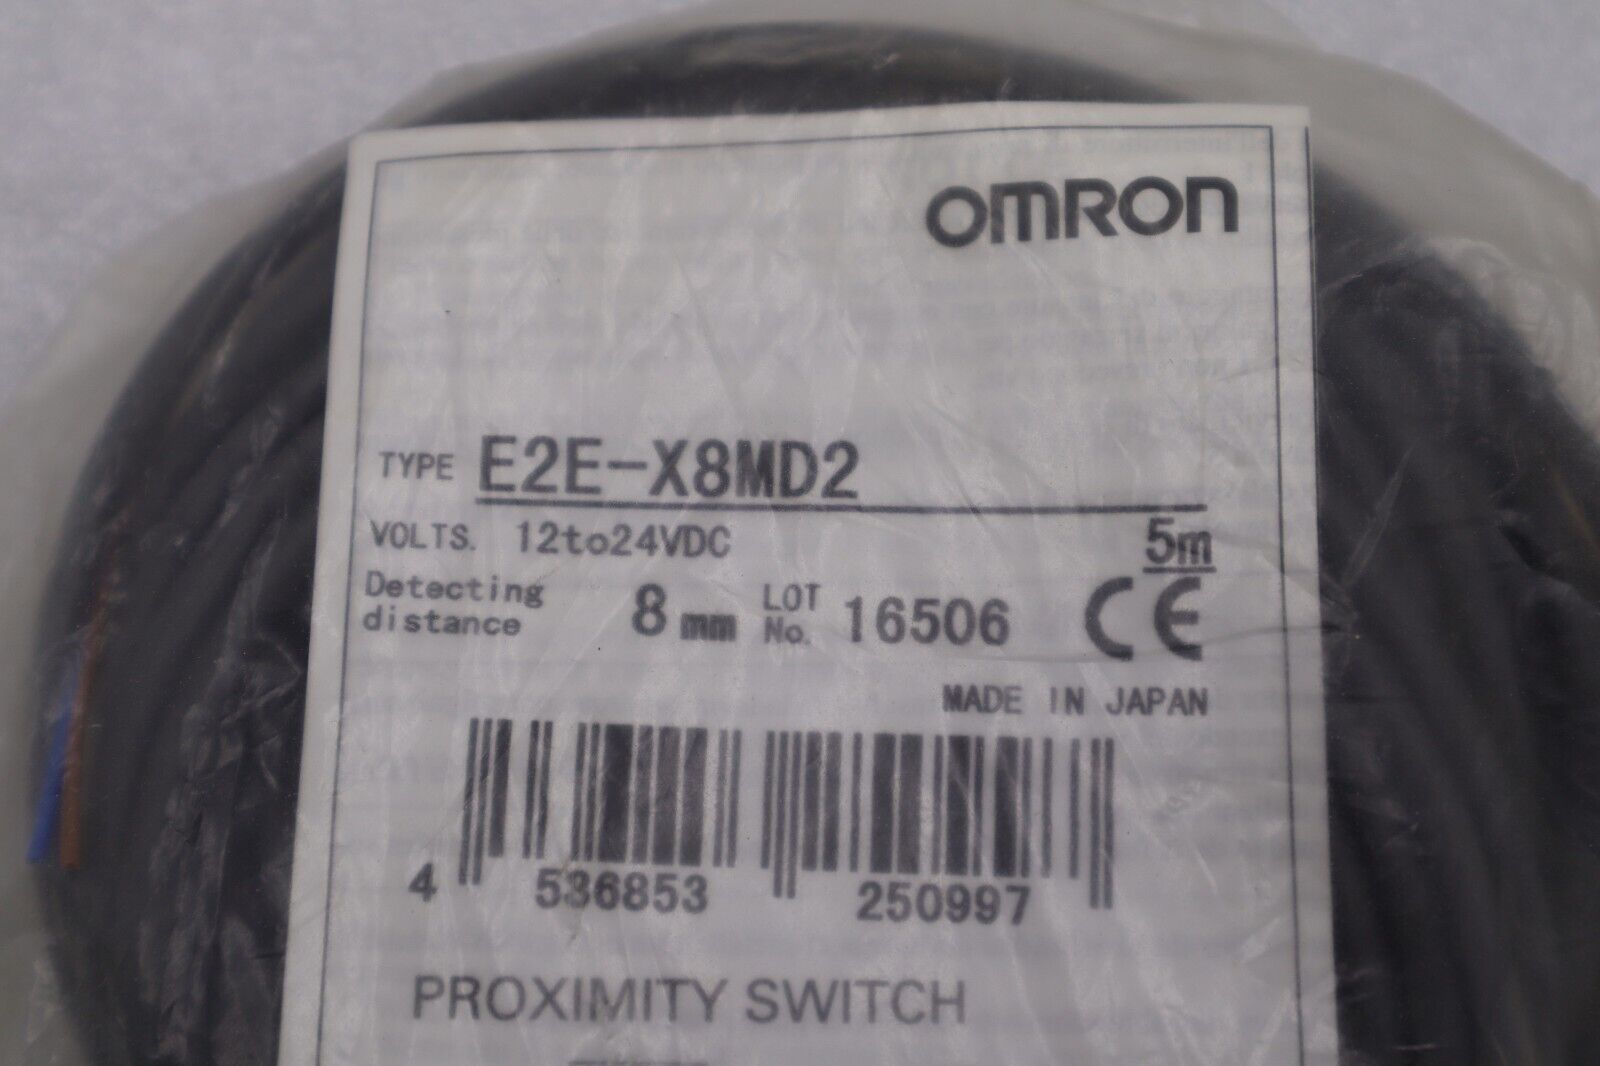 OMRON
TYPE E2E-X8MD2
VOLTS. 12to24VDC 5m
Detecting distance 8 mm LOT No. 16506 CE
MADE IN JAPAN
4 536853 250997
PROXIMITY SWITCH